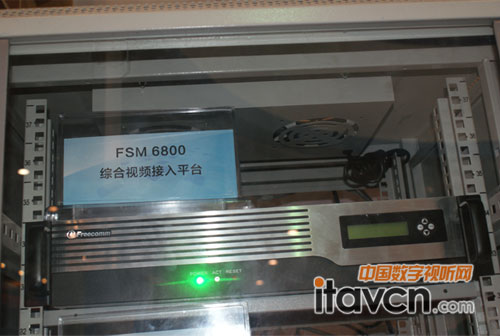 FSM 6800
综合视频接入平台
Freecomm
POWER ACT RESET
中国数字视听网
itavcn.com